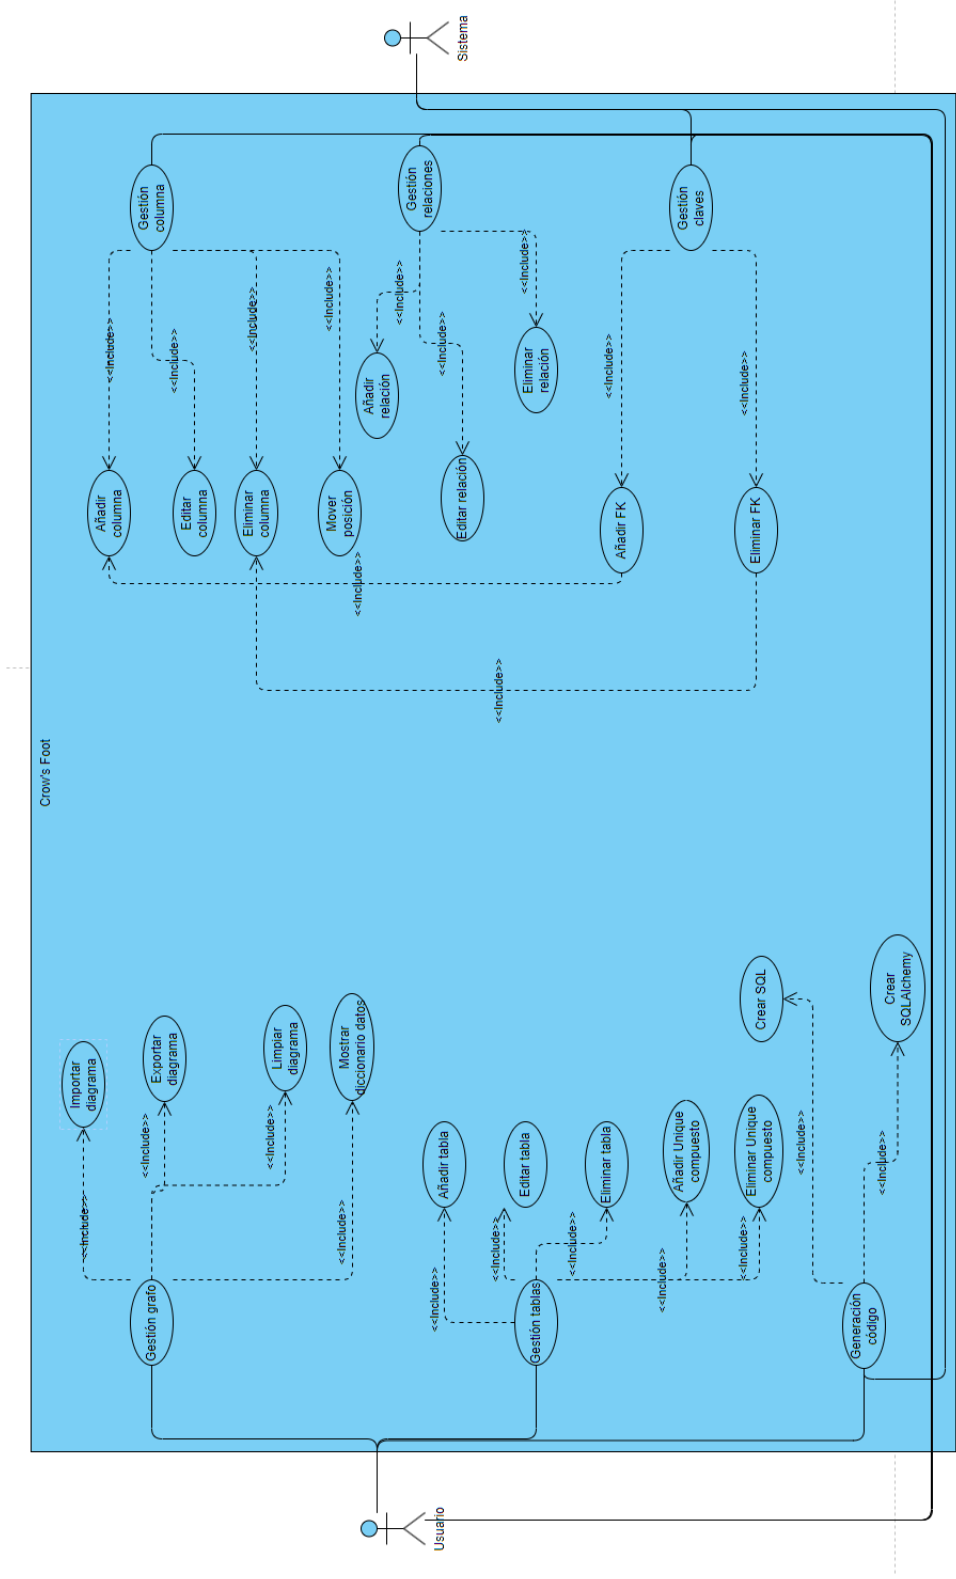 Crow's Foot
Usuario
Sistema
Gestión grafo
<<Include>>
Importar
diagrama
<<Include>>
Exportar
diagrama
<<Include>>
Limpiar
diagrama
<<Include>>
Mostrar
diccionario datos
Gestión tablas
<<Include>>
Añadir tabla
<<Include>>
Editar tabla
<<Include>>
Eliminar tabla
<<Include>>
Añadir Unique
compuesto
<<Include>>
Eliminar Unique
compuesto
Generación
código
<<Include>>
Crear SQL
<<Include>>
Crear
SQLAlchemy
Gestión
columna
<<Include>>
Añadir
columna
<<Include>>
Editar
columna
<<Include>>
Eliminar
columna
<<Include>>
Mover
posición
Gestión
relaciones
<<Include>>
Añadir
relación
<<Include>>
Editar relación
<<Include>>
Eliminar
relación
Gestión
claves
<<Include>>
Añadir FK
<<Include>>
Eliminar FK
<<Include>>
<<Include>>